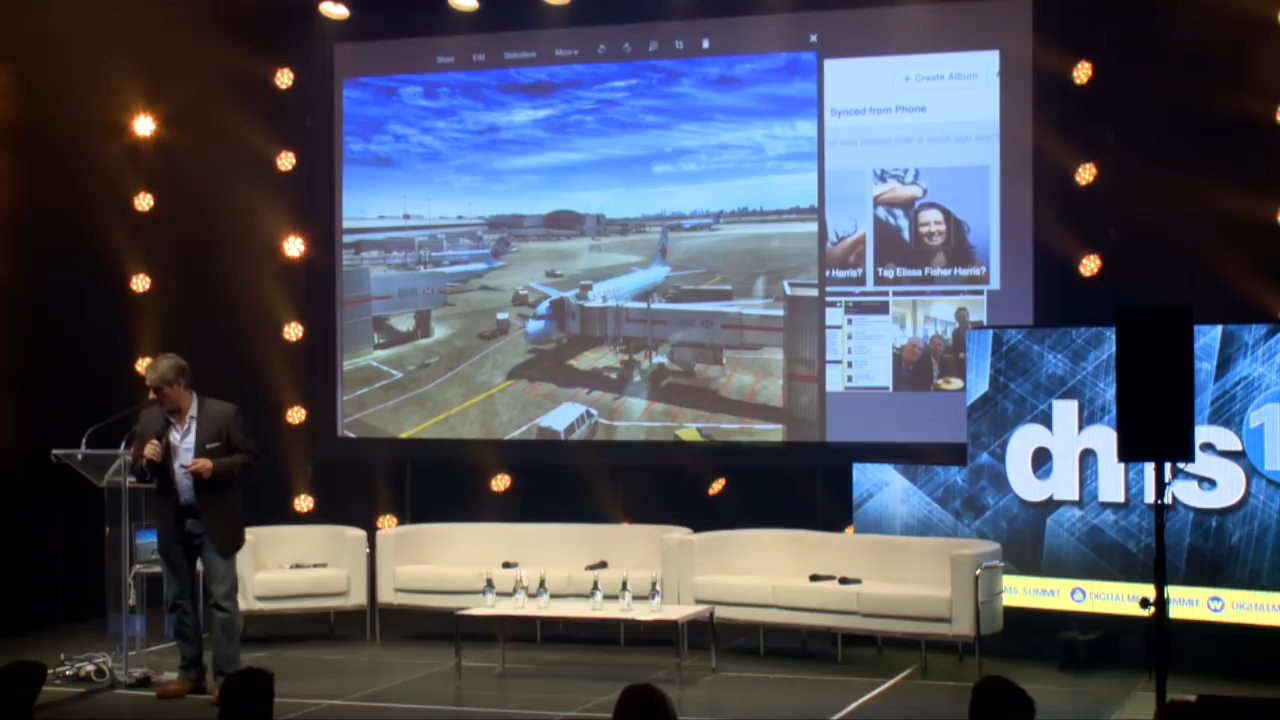 Share Edit Slideshow More
+ Create Album
Synced from Phone
r Harris?
Tag Elissa Fisher Harris?
dms1
MS SUMMIT DIGITALME SUMMIT W DIGITALM